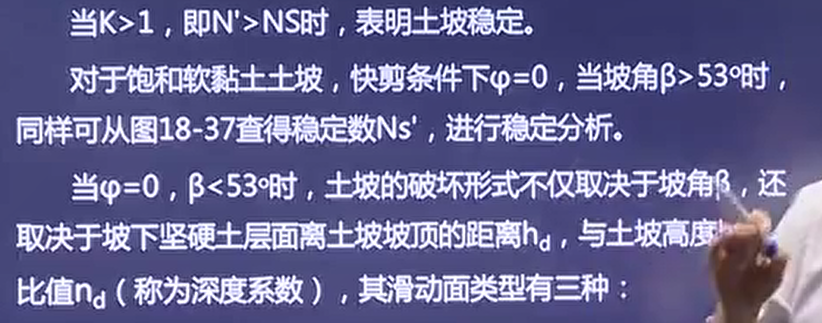 当K>1，即N'>NS时，表明土坡稳定。
对于饱和软黏土土坡，快剪条件下φ=0，当坡角β>53°时，
同样可从图18-37查得稳定数Ns'，进行稳定分析。
当φ=0，β<53°时，土坡的破坏形式不仅取决于坡角β，还
取决于坡下坚硬土层面离土坡坡顶的距离hd，与土坡高度
比值nd（称为深度系数），其滑动面类型有三种：